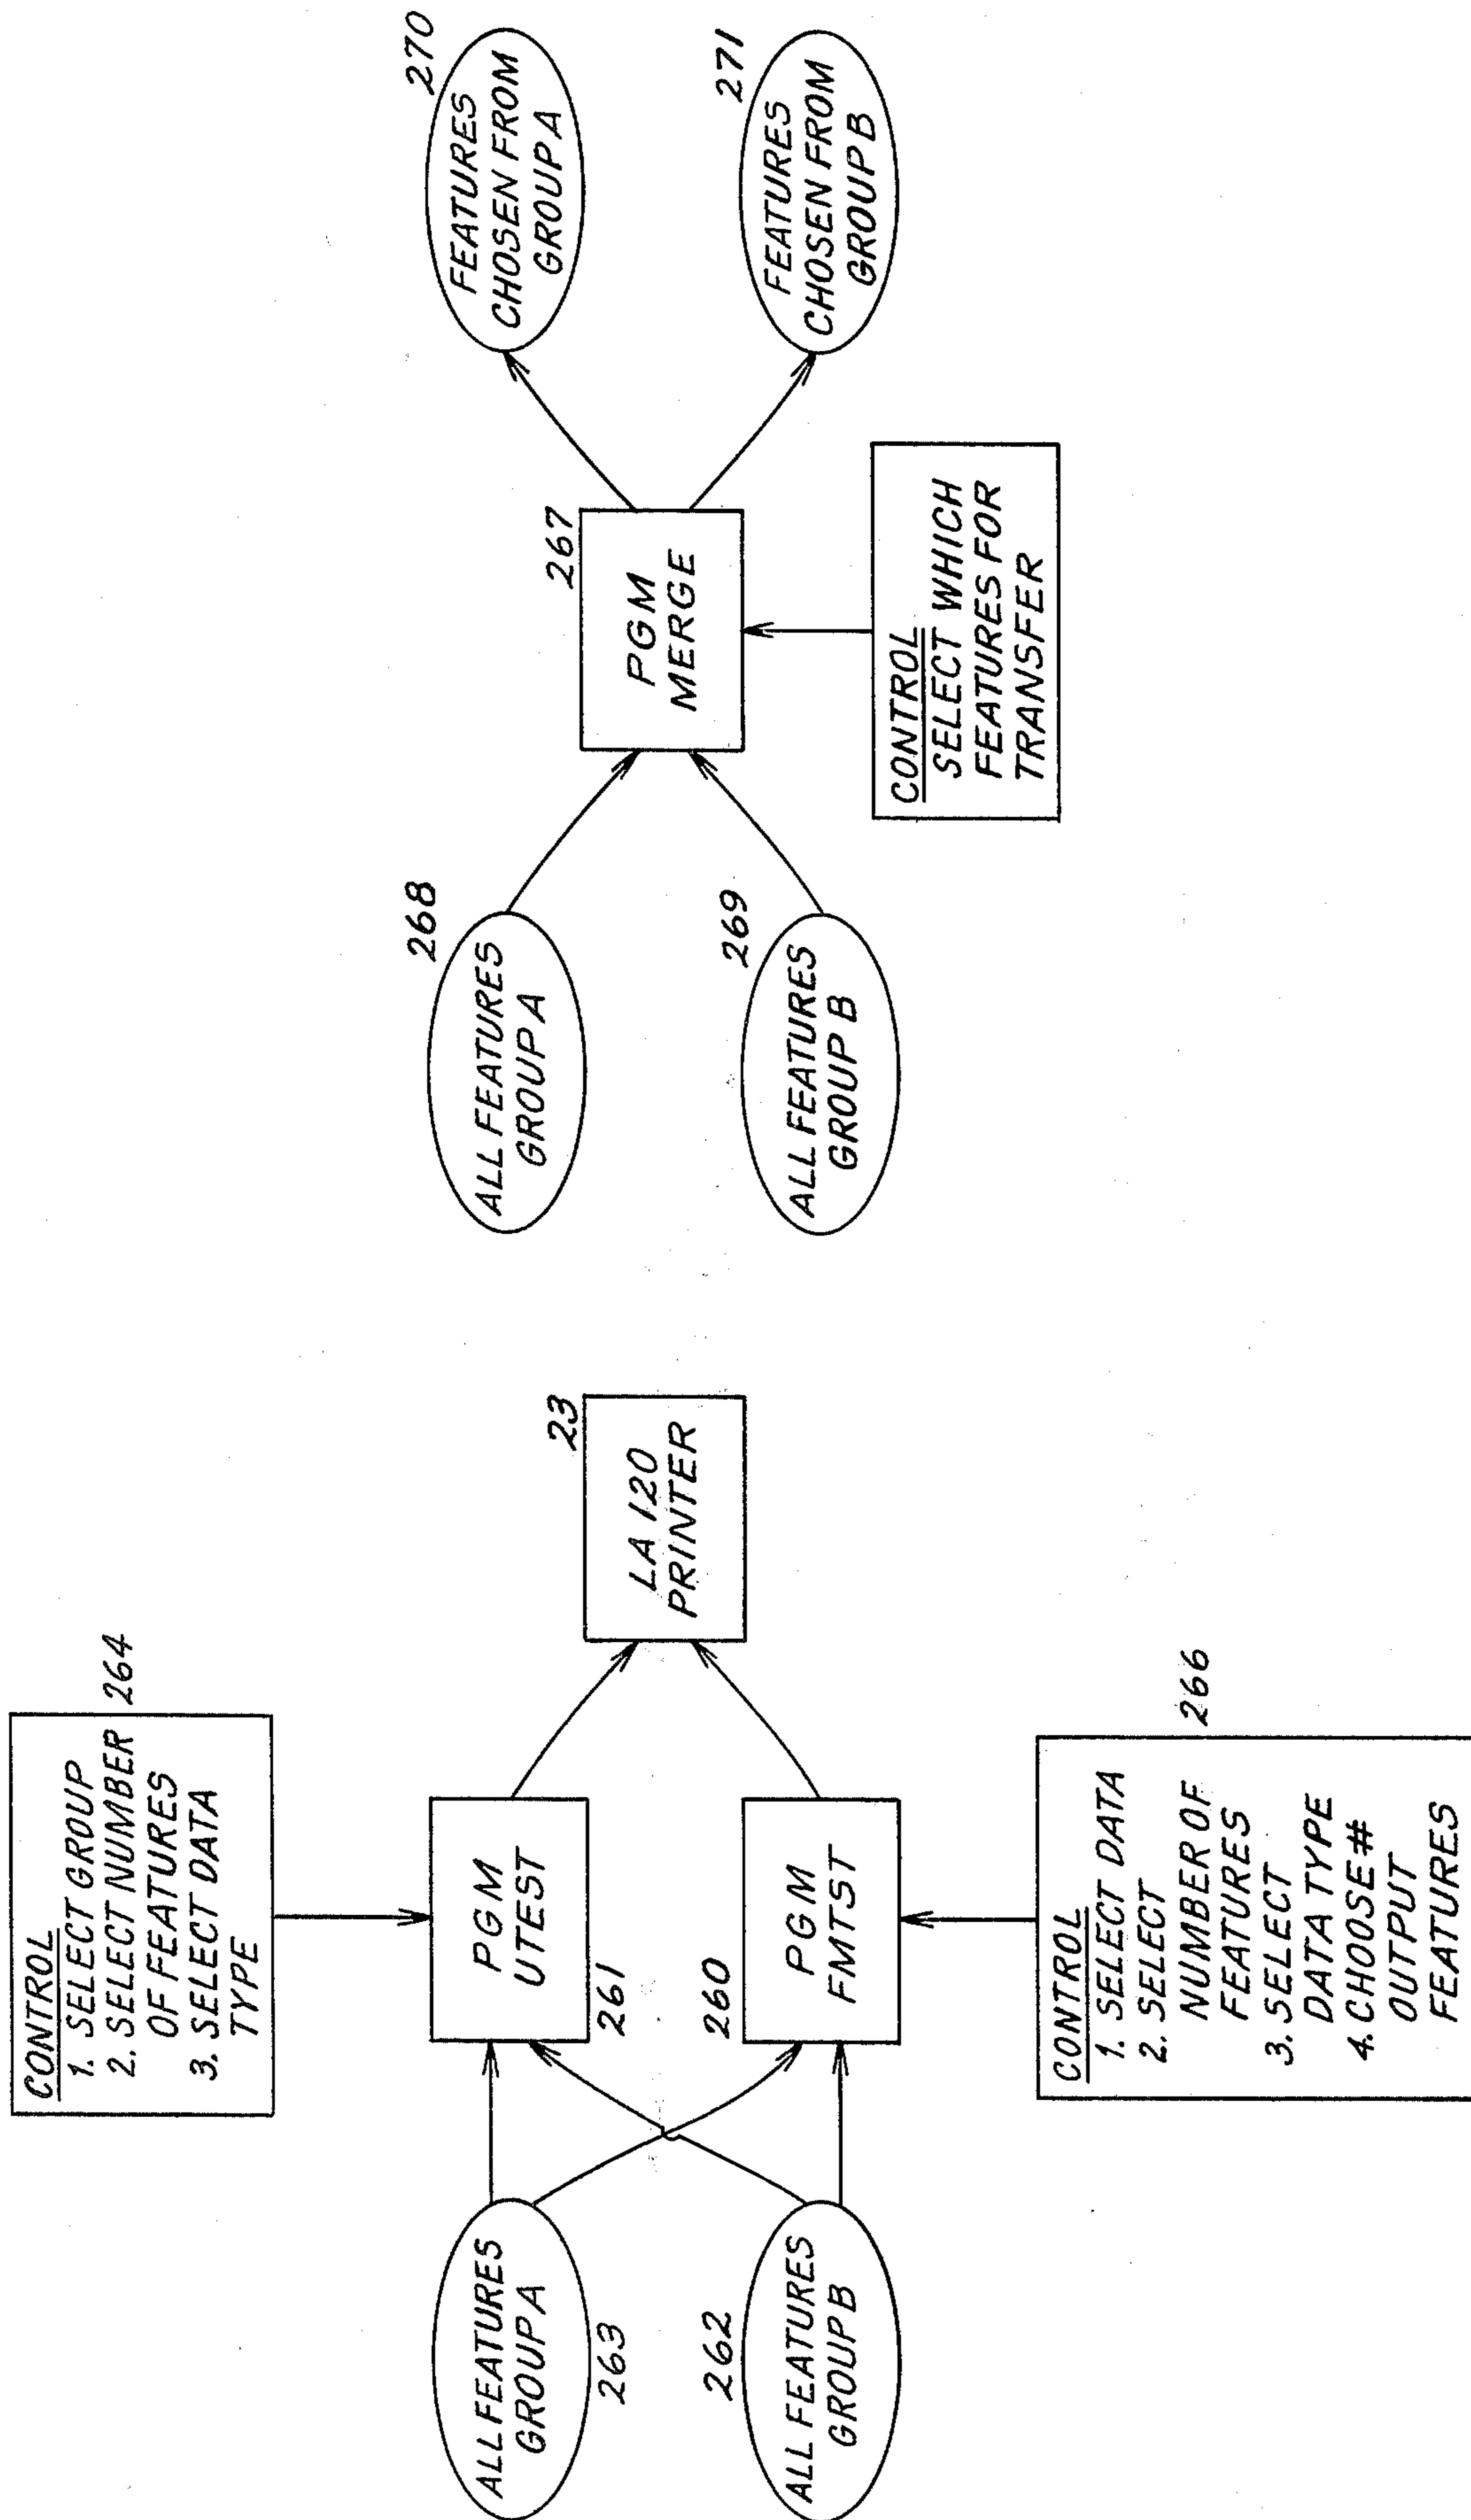 CONTROL
1. SELECT GROUP
2. SELECT NUMBER
OF FEATURES
3. SELECT DATA
TYPE
264
ALL FEATURES
GROUP A
263
PGM
UTEST
261
LA 120
PRINTER
23
ALL FEATURES
GROUP B
262
PGM
FMTST
260
CONTROL
1. SELECT DATA
2. SELECT
NUMBER OF
FEATURES
3. SELECT
DATA TYPE
4. CHOOSE #
OUTPUT
FEATURES
266
ALL FEATURES
GROUP A
268
ALL FEATURES
GROUP B
269
PGM
MERGE
267
CONTROL
SELECT WHICH
FEATURES FOR
TRANSFER
FEATURES
CHOSEN FROM
GROUP A
270
FEATURES
CHOSEN FROM
GROUP B
271